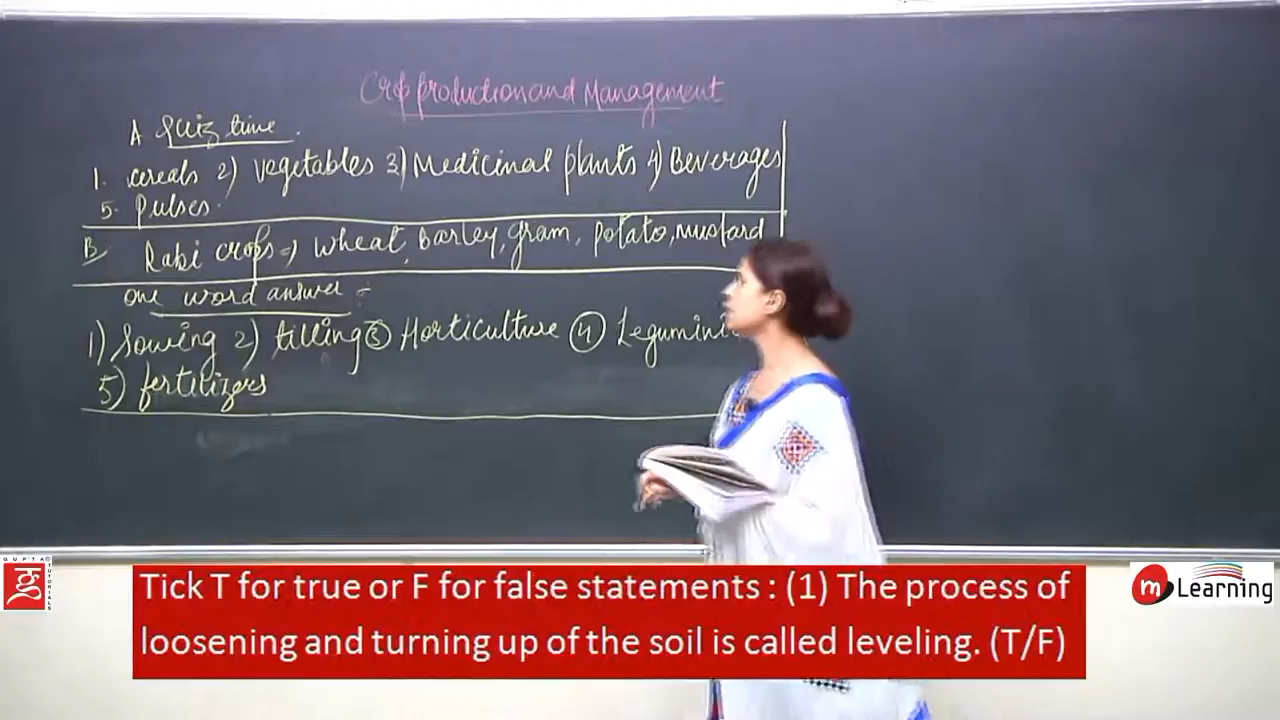 Crop production and Management
A Quiz time.
1. cereals 2) vegetables 3) Medicinal plants 4) Beverages
5. Pulses.
B Rabi crops => wheat, barley, gram, potato, mustard
one word answer :-
1) Sowing 2) tilling ③ Horticulture ④ Legumini
5) fertilizers
GUPTA
TUTORIALS
Tick T for true or F for false statements : (1) The process of
loosening and turning up of the soil is called leveling. (T/F)
m Learning